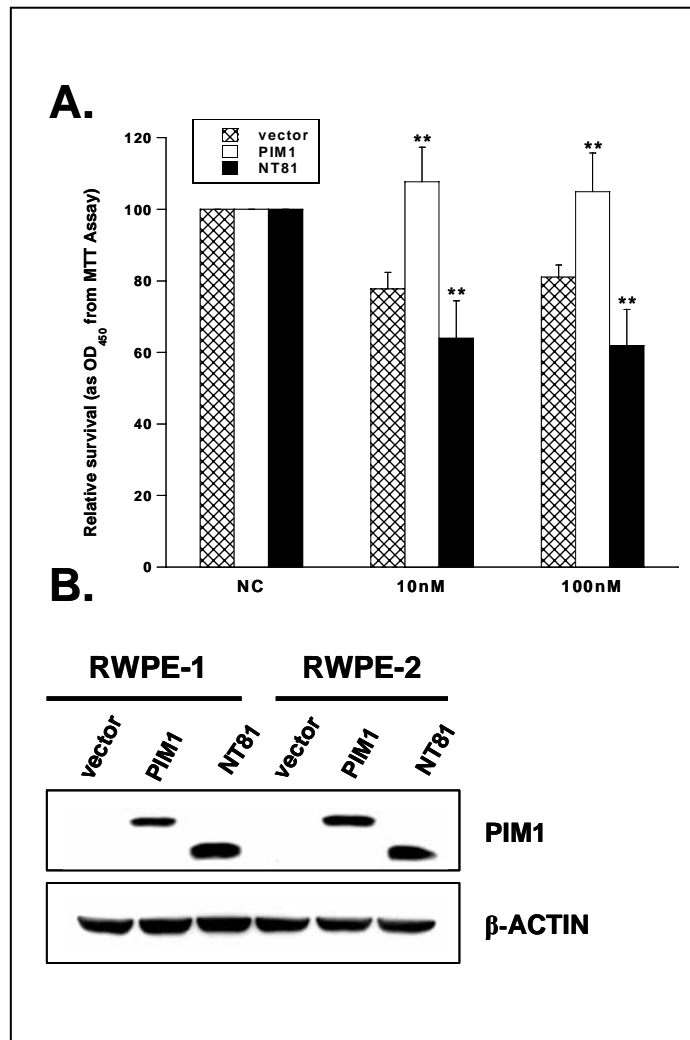 A.
vector
PIM1
NT81
Relative survival (as OD450 from MTT Assay)
120
100
80
60
40
20
0
**
**
**
**
NC 10nM 100nM
B.
RWPE-1 RWPE-2
vector PIM1 NT81 vector PIM1 NT81
PIM1
β-ACTIN